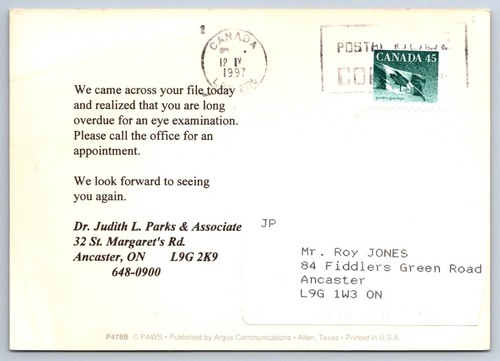 CANADA
12 IV
1997
POSTAL
CO
CANADA 45
We came across your file today
and realized that you are long
overdue for an eye examination.
Please call the office for an
appointment.
We look forward to seeing
you again.
Dr. Judith L. Parks & Associate
32 St. Margaret's Rd.
Ancaster, ON L9G 2K9
648-0900
JP
Mr. Roy JONES
84 Fiddlers Green Road
Ancaster
L9G 1W3 ON
P479B © PAWS • Published by Argus Communications • Allen, Texas • Printed in U.S.A.